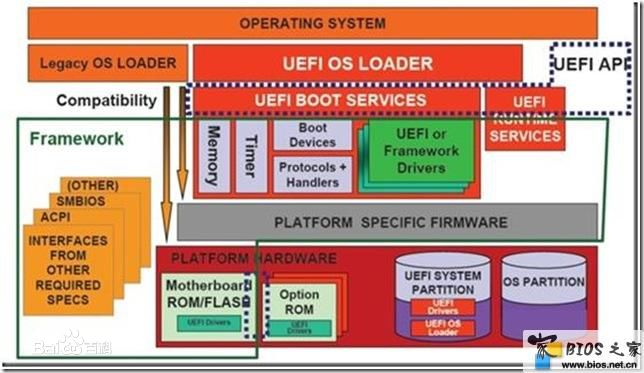 OPERATING SYSTEM
Legacy OS LOADER
UEFI OS LOADER
UEFI API
Compatibility
UEFI BOOT SERVICES
UEFI
RUNTIME
SERVICES
Framework
Memory
Timer
Boot
Devices
Protocols +
Handlers
UEFI or
Framework
Drivers
(OTHER)
SMBIOS
ACPI
INTERFACES
FROM
OTHER
REQUIRED
SPECS
PLATFORM SPECIFIC FIRMWARE
PLATFORM HARDWARE
Motherboard
ROM/FLASH
UEFI Drivers
Option
ROM
UEFI
Drivers
UEFI SYSTEM
PARTITION
UEFI
Drivers
UEFI OS
Loader
OS PARTITION
Bai百科
BIOS之家
www.bios.net.cn